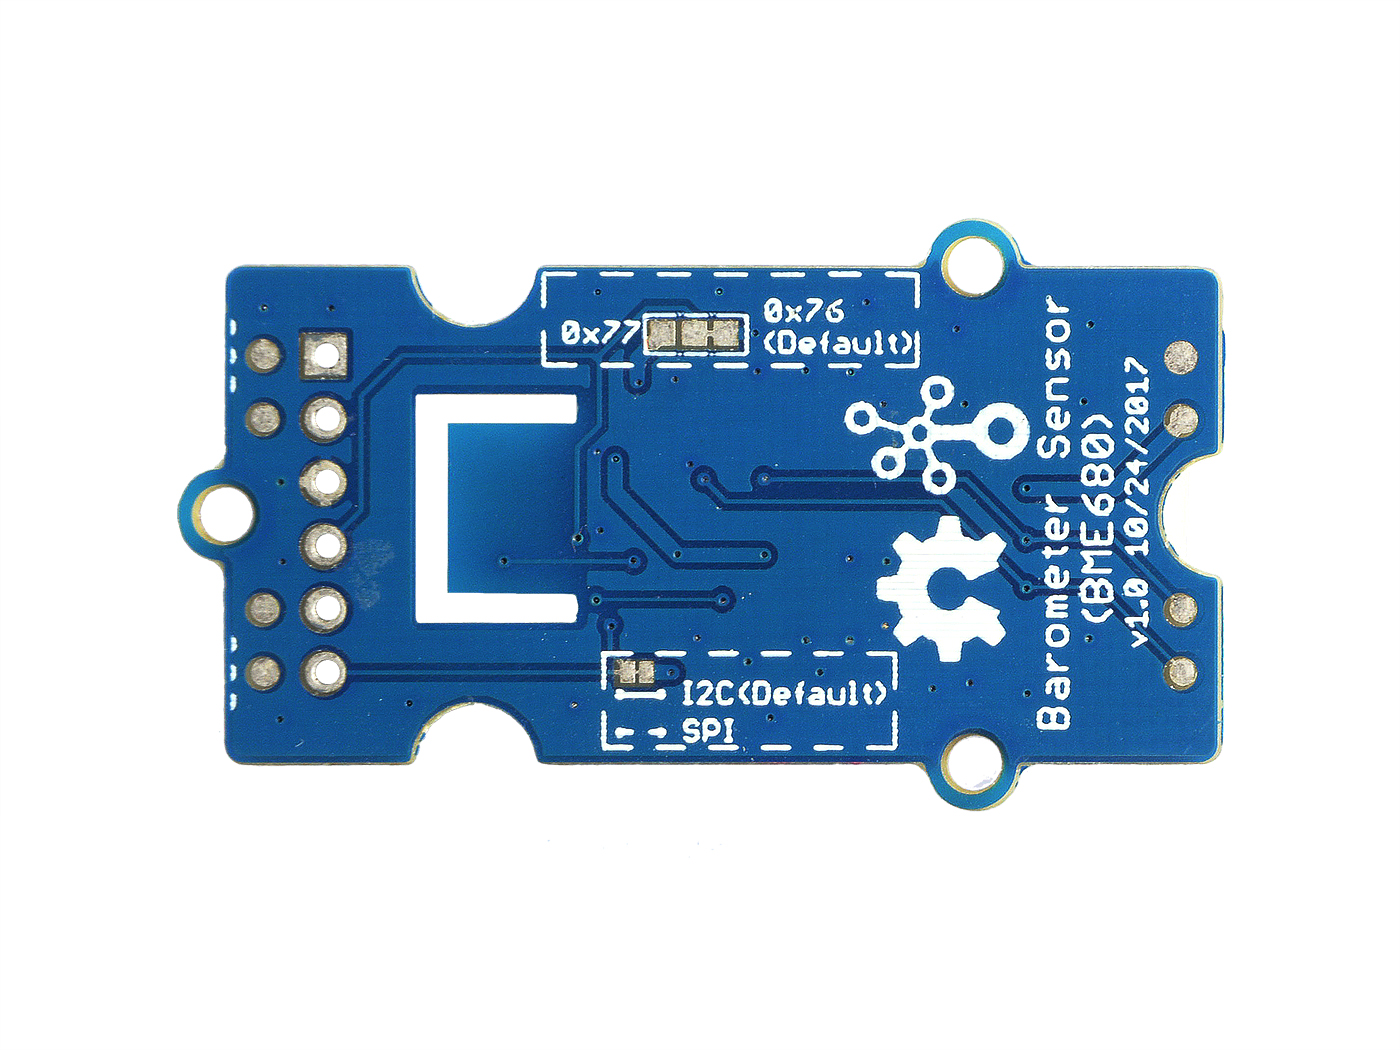 0x77
0x76
(Default)
I2C(Default)
SPI
Barometer Sensor
(BME680)
v1.0 10/24/2017